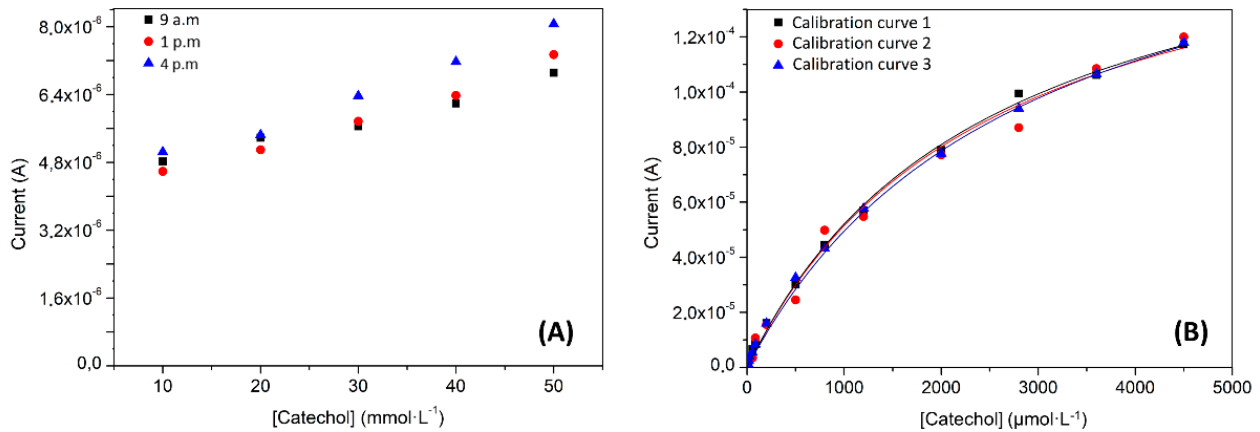 (A)
9 a.m
1 p.m
4 p.m
Current (A)
8.0x10⁻⁶
6.4x10⁻⁶
4.8x10⁻⁶
3.2x10⁻⁶
1.6x10⁻⁶
0.0
10 20 30 40 50
[Catechol] (mmol·L⁻¹)
(B)
Calibration curve 1
Calibration curve 2
Calibration curve 3
Current (A)
1.2x10⁻⁴
1.0x10⁻⁴
8.0x10⁻⁵
6.0x10⁻⁵
4.0x10⁻⁵
2.0x10⁻⁵
0.0
0 1000 2000 3000 4000 5000
[Catechol] (µmol·L⁻¹)